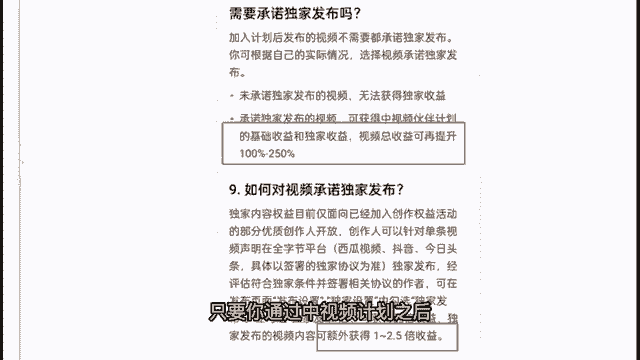 需要承诺独家发布吗？
加入计划后发布的视频不需要都承诺独家发布。
你可根据自己的实际情况，选择视频承诺独家发
布。
- 未承诺独家发布的视频，无法获得独家收益
- 承诺独家发布的视频，可获得中视频伙伴计划
的基础收益和独家收益，视频总收益可再提升
100%-250%
9. 如何对视频承诺独家发布？
独家内容权益目前仅面向已经加入创作权益活动
的部分优质创作人开放，创作人可以针对单条视
频声明在全字节平台（西瓜视频、抖音、今日头
条，具体以签署的独家协议为准）独家发布，经
评估符合独家条件并签署相关协议的作者，可在
发布页面“发布设置”“独家设置”中勾选“独家发
只要你通过中视频计划之后
独
家发布的视频内容可额外获得 1~2.5 倍收益。